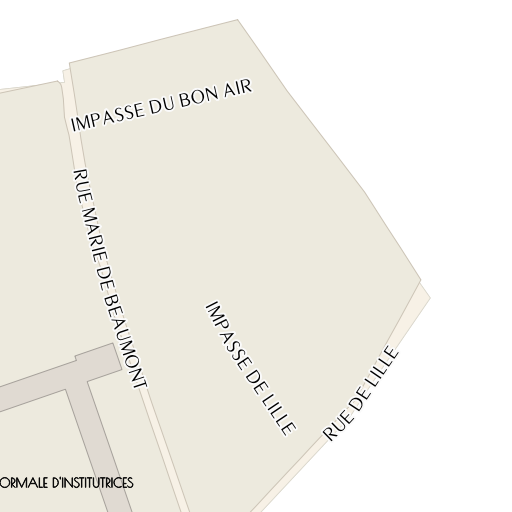 IMPASSE DU BON AIR
RUE MARIE DE BEAUMONT
IMPASSE DE LILLE
RUE DE LILLE
ORMALE D'INSTITUTRICES